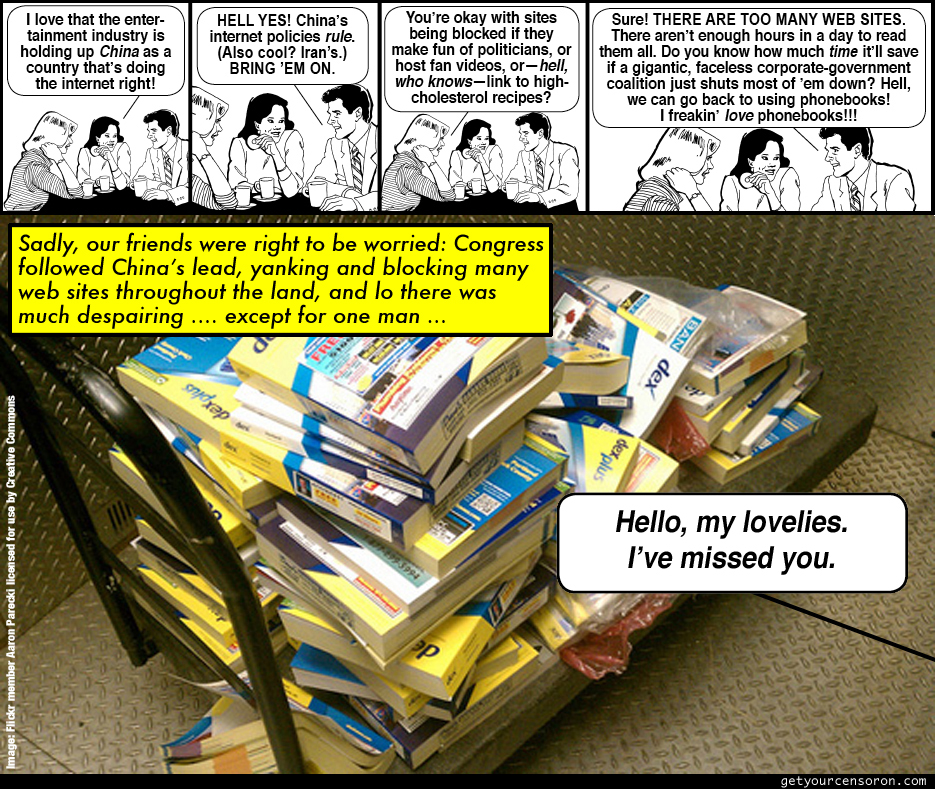 I love that the enter-
tainment industry is
holding up China as a
country that's doing
the internet right!
HELL YES! China's
internet policies rule.
(Also cool? Iran's.)
BRING 'EM ON.
You're okay with sites
being blocked if they
make fun of politicians, or
host fan videos, or—hell,
who knows—link to high-
cholesterol recipes?
Sure! THERE ARE TOO MANY WEB SITES.
There aren't enough hours in a day to read
them all. Do you know how much time it'll save
if a gigantic, faceless corporate-government
coalition just shuts most of 'em down? Hell,
we can go back to using phonebooks!
I freakin' love phonebooks!!!
Sadly, our friends were right to be worried: Congress
followed China's lead, yanking and blocking many
web sites throughout the land, and lo there was
much despairing .... except for one man ...
FREE
BAN
dex
dex plus
dex
dex plus
dex
dex
Hello, my lovelies.
I've missed you.
Image: Flickr member Aaron Parecki licensed for use by Creative Commons
getyourcensoron.com